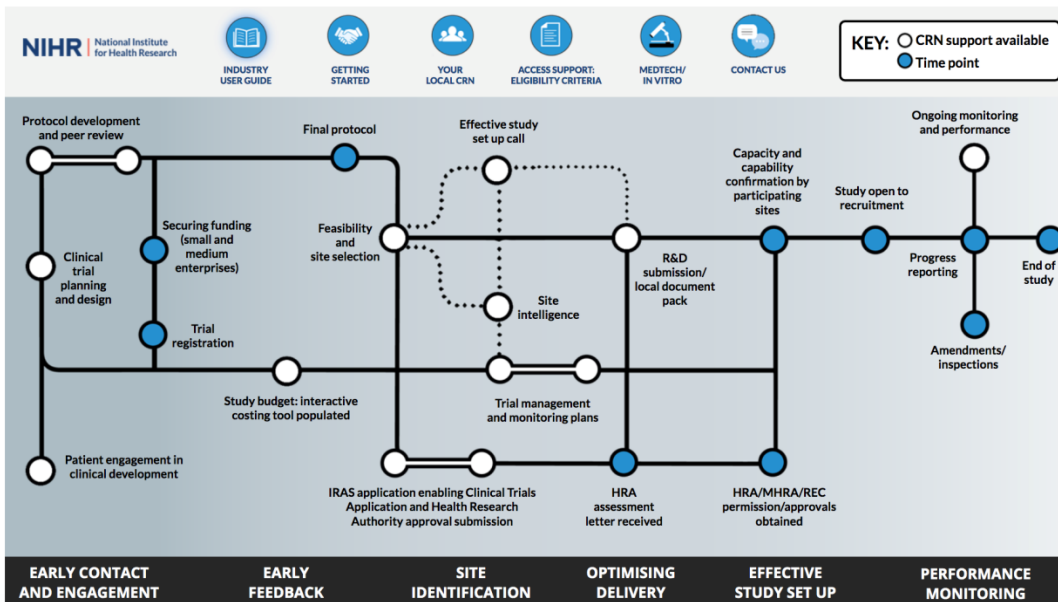 NIHR | National Institute
for Health Research
INDUSTRY
USER GUIDE
GETTING
STARTED
YOUR
LOCAL CRN
ACCESS SUPPORT:
ELIGIBILITY CRITERIA
MEDTECH/
IN VITRO
CONTACT US
KEY:
CRN support available
Time point
Protocol development
and peer review
Final protocol
Effective study
set up call
Capacity and
capability
confirmation by
participating
sites
Ongoing monitoring
and performance
Study open to
recruitment
Securing funding
(small and
medium
enterprises)
Feasibility and
site selection
Clinical
trial
planning
and design
R&D
submission/
local document
pack
Progress
reporting
End of
study
Site
intelligence
Trial
registration
Amendments/
inspections
Study budget: interactive
costing tool populated
Trial management
and monitoring plans
Patient engagement in
clinical development
IRAS application enabling Clinical Trials
Application and Health Research
Authority approval submission
HRA
assessment
letter received
HRA/MHRA/REC
permission/approvals
obtained
EARLY CONTACT
AND ENGAGEMENT
EARLY
FEEDBACK
SITE
IDENTIFICATION
OPTIMISING
DELIVERY
EFFECTIVE
STUDY SET UP
PERFORMANCE
MONITORING